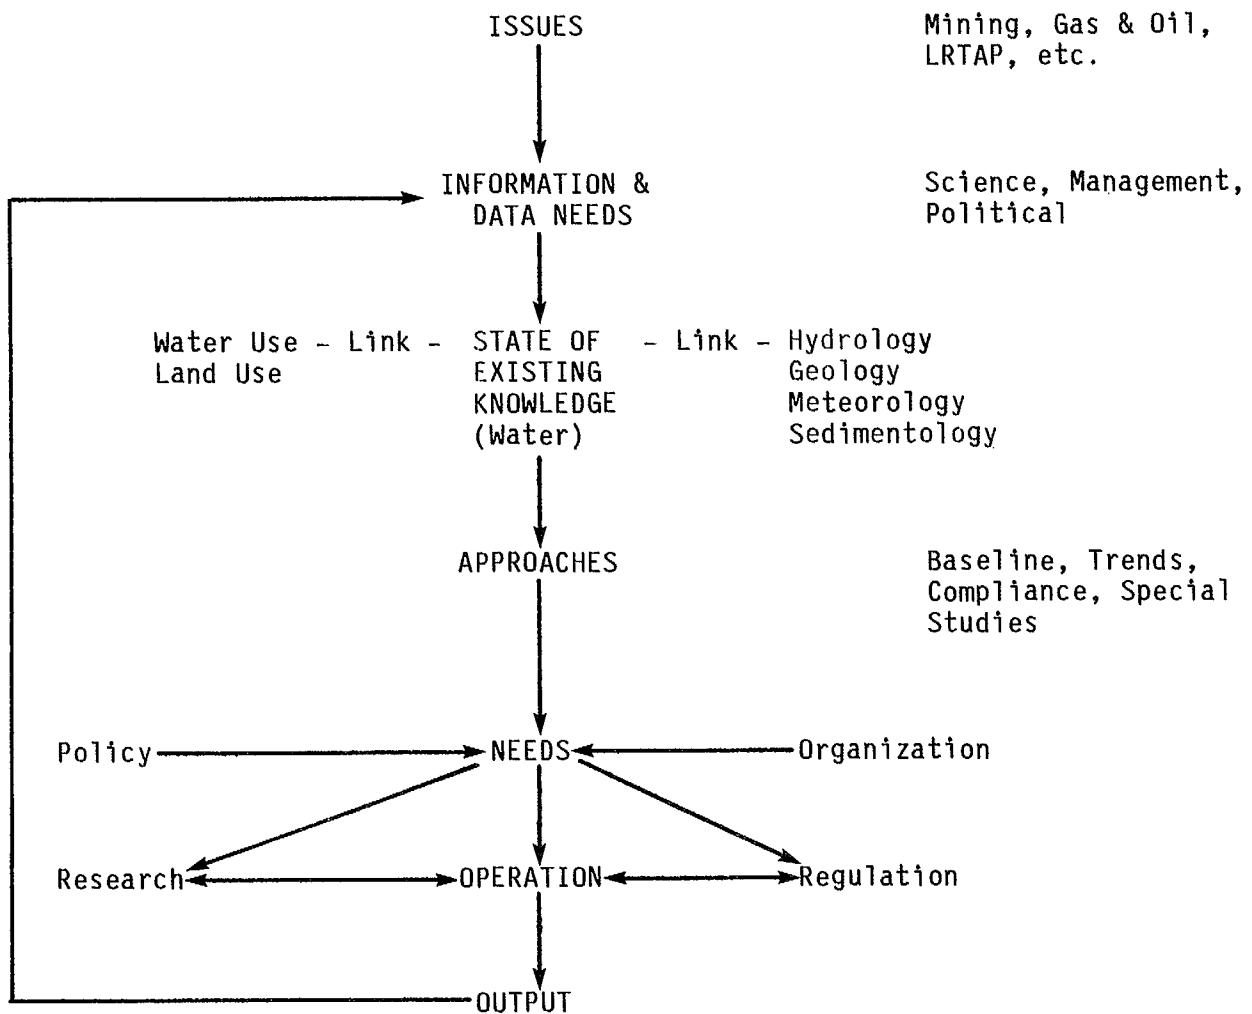 ISSUES
Mining, Gas & Oil,
LRTAP, etc.
INFORMATION &
DATA NEEDS
Science, Management,
Political
Water Use - Link - STATE OF - Link - Hydrology
Land Use EXISTING Geology
KNOWLEDGE Meteorology
(Water) Sedimentology
APPROACHES
Baseline, Trends,
Compliance, Special
Studies
Policy NEEDS Organization
Research OPERATION Regulation
OUTPUT